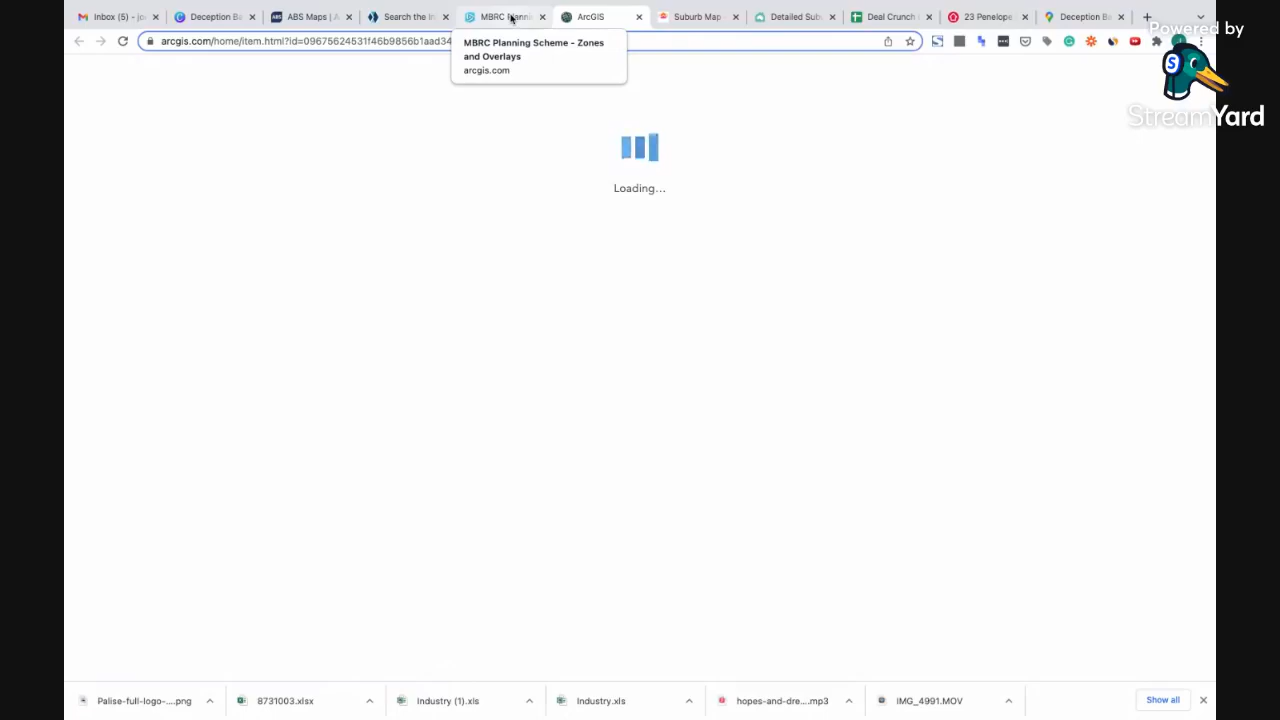 Inbox (5) - jo
Deception Ba
ABS Maps | A
Search the In
MBRC Planni
ArcGIS
Suburb Map
Detailed Sub
Deal Crunch
23 Penelope
Deception Ba
Powered by
arcgis.com/home/item.html?id=09675624531f46b9856b1aad34
MBRC Planning Scheme - Zones
and Overlays
arcgis.com
S
StreamYard
Loading...
Palise-full-logo-....png
8731003.xlsx
Industry (1).xls
Industry.xls
hopes-and-dre....mp3
IMG_4991.MOV
Show all